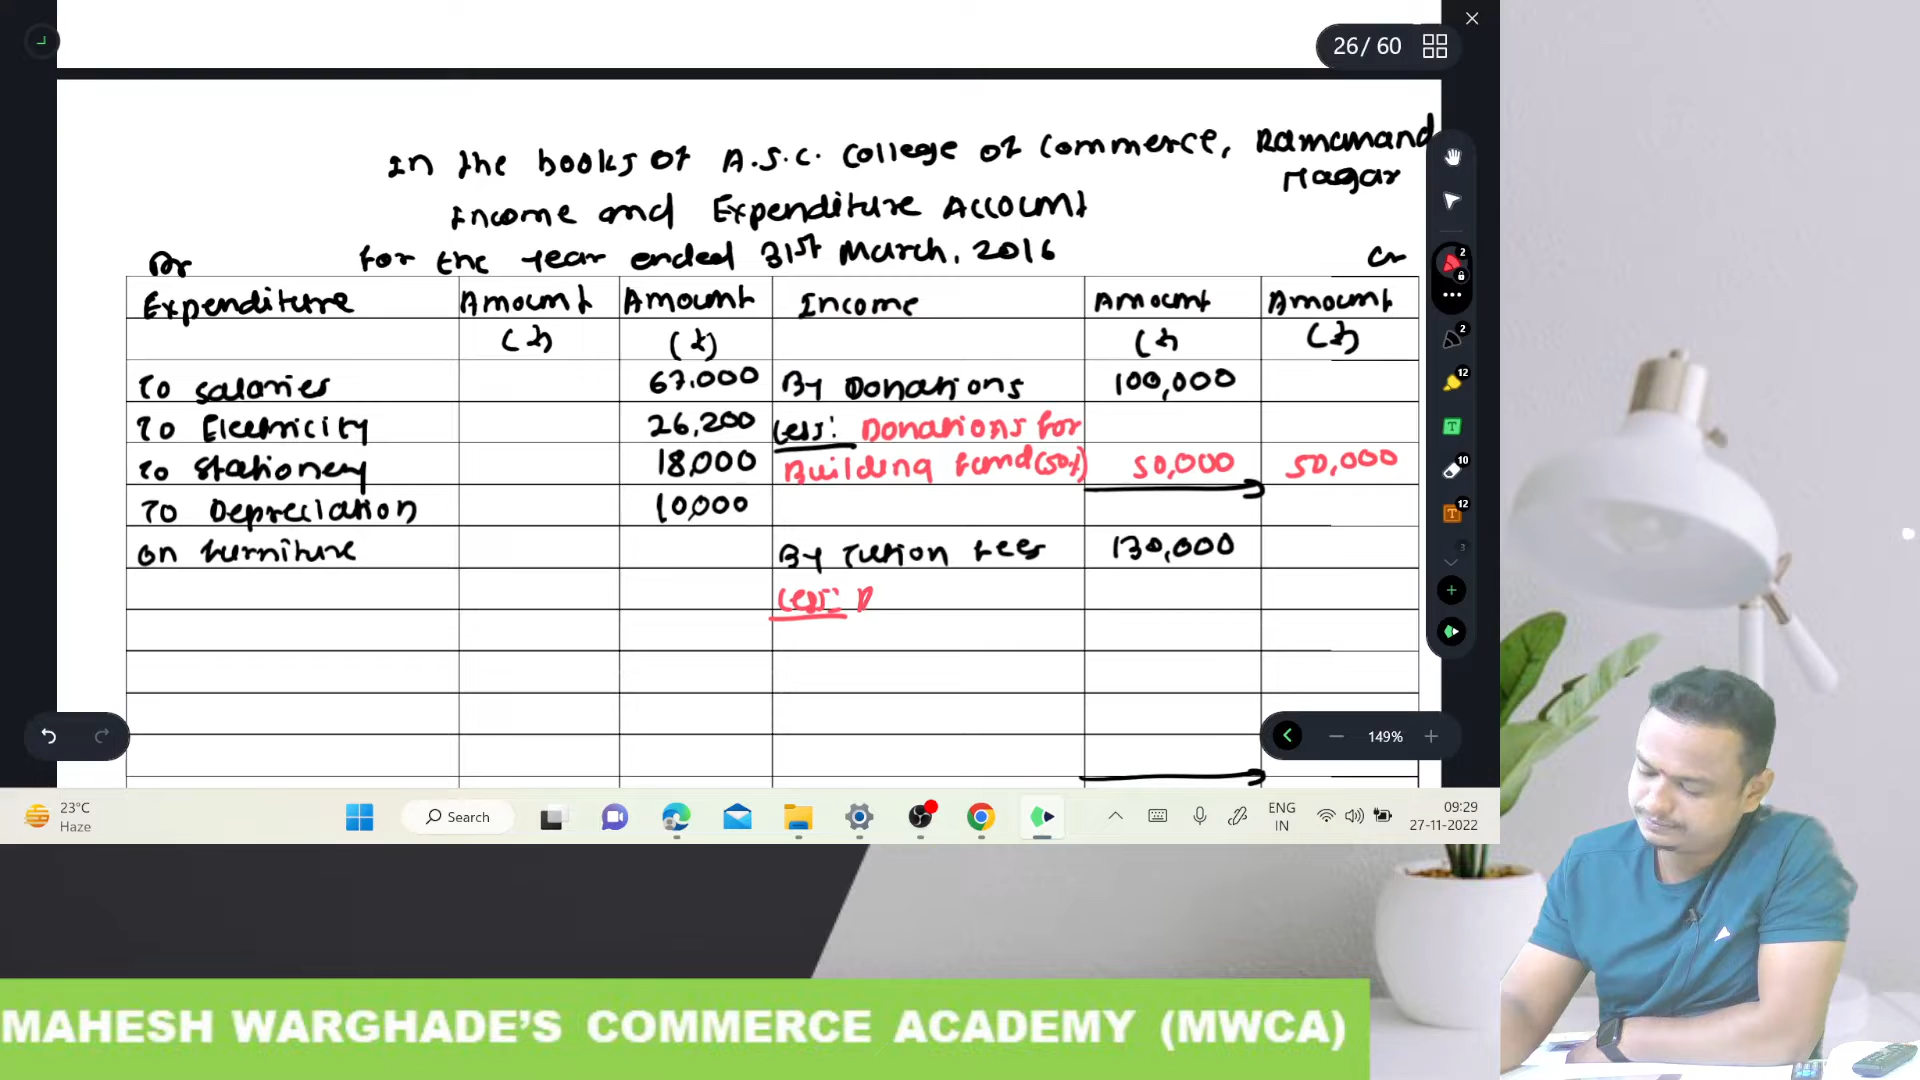 26/ 60
In the books of A.S.C. College of Commerce, Ramanand Nagar
Income and Expenditure Account
for the year ended 31st March, 2016
Dr Cr
Expenditure Amount Amount Income Amount Amount
(₹) (₹) (₹) (₹)
To Salaries 67,000 By Donations 100,000
To Electricity 26,200 Less: Donations for
To Stationery 18,000 Building Fund (50%) 50,000 50,000
To Depreciation 10,000
on Furniture By Tution Fees 130,000
Less: D
149%
23°C
Haze
Search
ENG
IN
09:29
27-11-2022
MAHESH WARGHADE'S COMMERCE ACADEMY (MWCA)